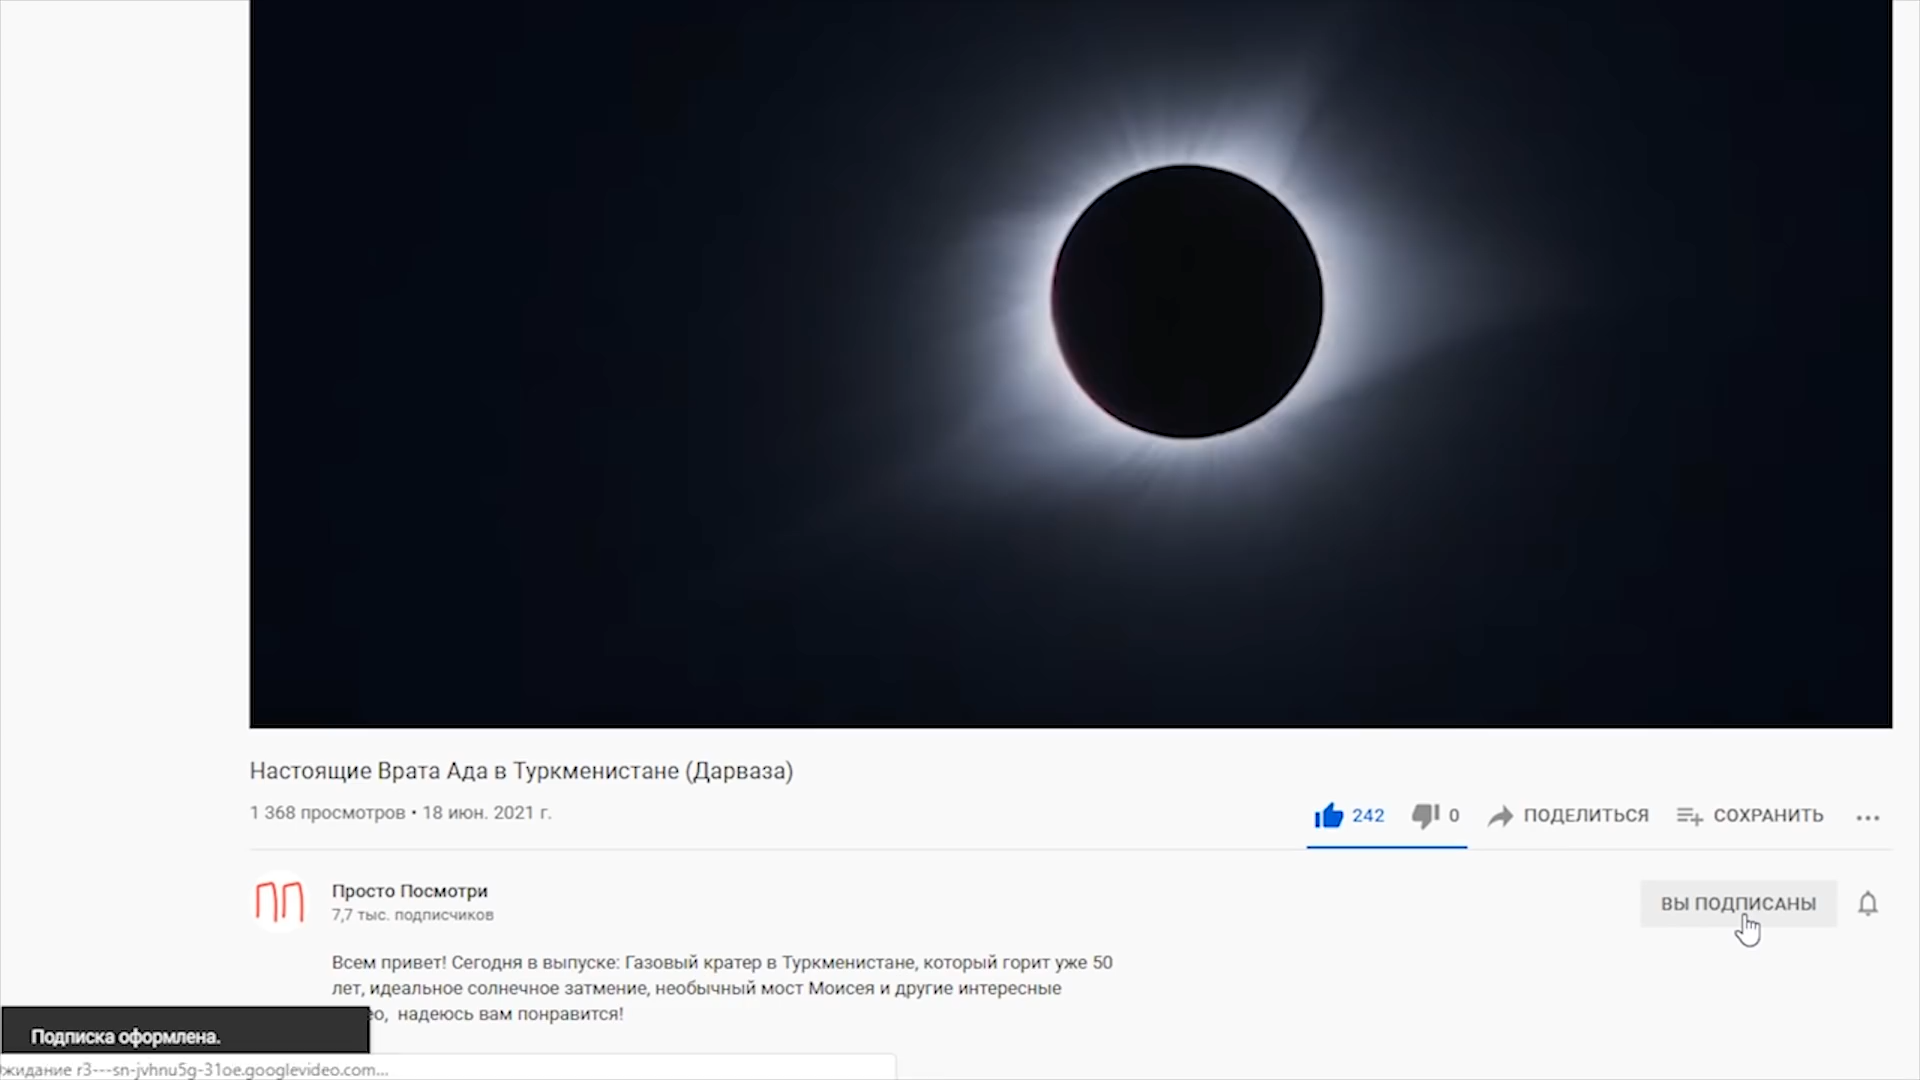 Настоящие Врата Ада в Туркменистане (Дарваза)
1 368 просмотров • 18 июн. 2021 г.
242
0
ПОДЕЛИТЬСЯ
СОХРАНИТЬ
Просто Посмотри
7,7 тыс. подписчиков
ВЫ ПОДПИСАНЫ
Всем привет! Сегодня в выпуске: Газовый кратер в Туркменистане, который горит уже 50
лет, идеальное солнечное затмение, необычный мост Моисея и другие интересные
надеюсь вам понравится!
Подписка оформлена.
r3---sn-jvhnu5g-31oe.googlevideo.com...